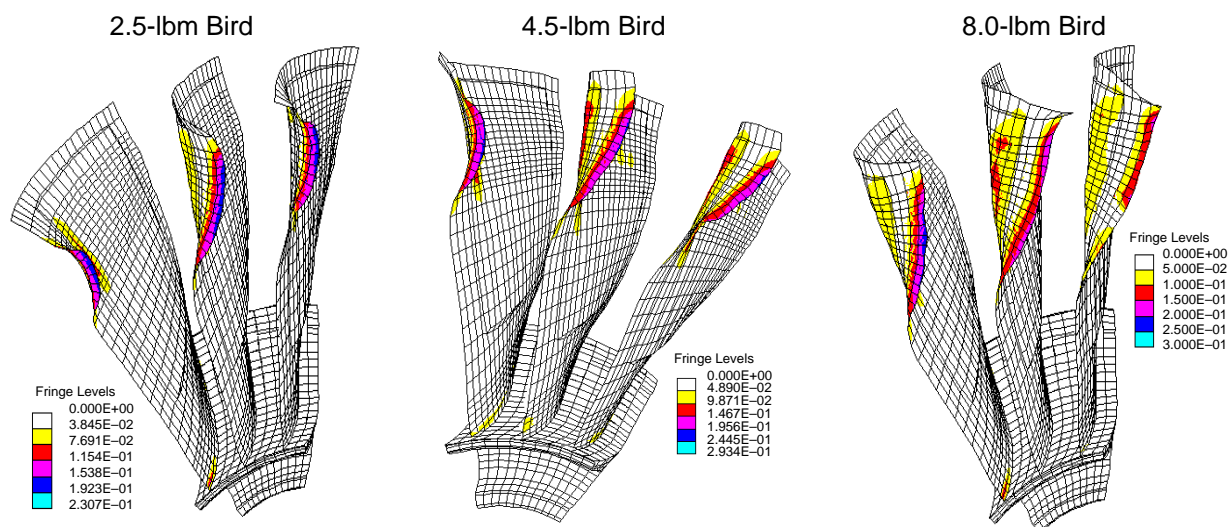 2.5-lbm Bird
4.5-lbm Bird
8.0-lbm Bird
Fringe Levels
0.000E+00
3.845E–02
7.691E–02
1.154E–01
1.538E–01
1.923E–01
2.307E–01
Fringe Levels
0.000E+00
4.890E–02
9.871E–02
1.467E–01
1.956E–01
2.445E–01
2.934E–01
Fringe Levels
0.000E+00
5.000E–02
1.000E–01
1.500E–01
2.000E–01
2.500E–01
3.000E–01